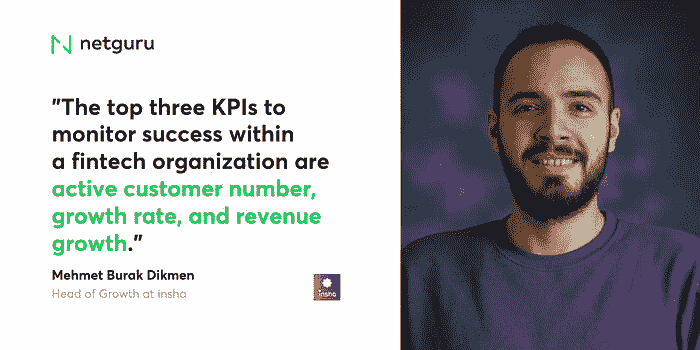 netguru
"The top three KPIs to
monitor success within
a fintech organization are
active customer number,
growth rate, and revenue
growth."
Mehmet Burak Dikmen
Head of Growth at insha
insha